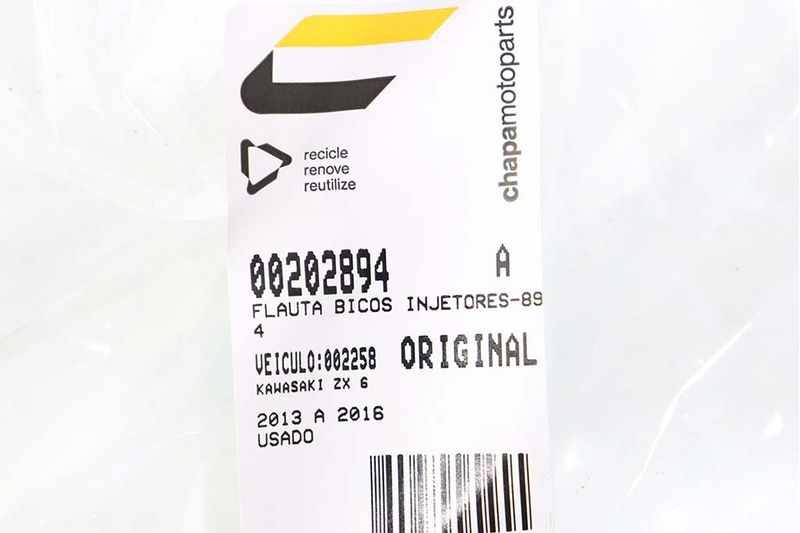 chapamotoparts
recicle
renove
reutilize
00202894 A
FLAUTA BICOS INJETORES-89
4
VEICULO:002258 ORIGINAL
KAWASAKI ZX 6
2013 A 2016
USADO